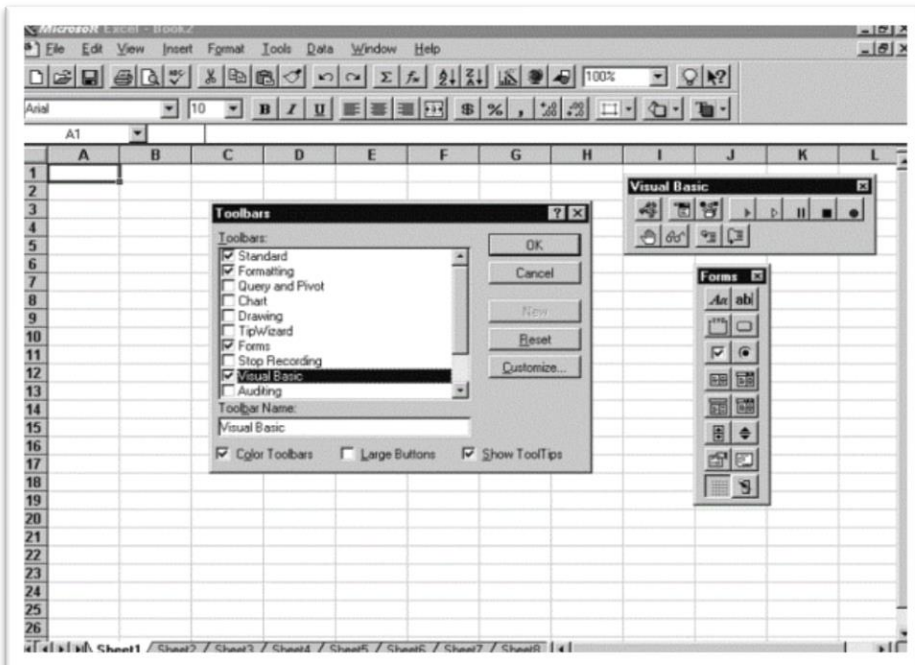 Microsoft Excel - Book2
File Edit View Insert Format Tools Data Window Help
100%
Arial 10 B I U $ % ,
A1
A B C D E F G H I J K L
1
2
Visual Basic
3
Toolbars
4
Toolbars:
OK
5
Standard
6
Formatting
Cancel
Forms
7
Query and Pivot
8
Chart
Aa ab
9
Drawing
New
10
TipWizard
11
Forms
Reset
12
Stop Recording
Customize...
13
Visual Basic
Auditing
14
Toolbar Name:
15
Visual Basic
16
Color Toolbars Large Buttons Show ToolTips
17
18
19
20
21
22
23
24
25
26
Sheet1 Sheet2 Sheet3 Sheet4 Sheet5 Sheet6 Sheet7 Sheet8